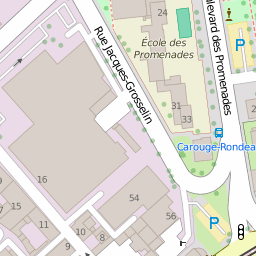 24
Rue Jacques-Grosselin
École des
Promenades
Boulevard des Promenades
P
31
33
Carouge-Rondeau
16
54
56
P
15
11
9
6
8